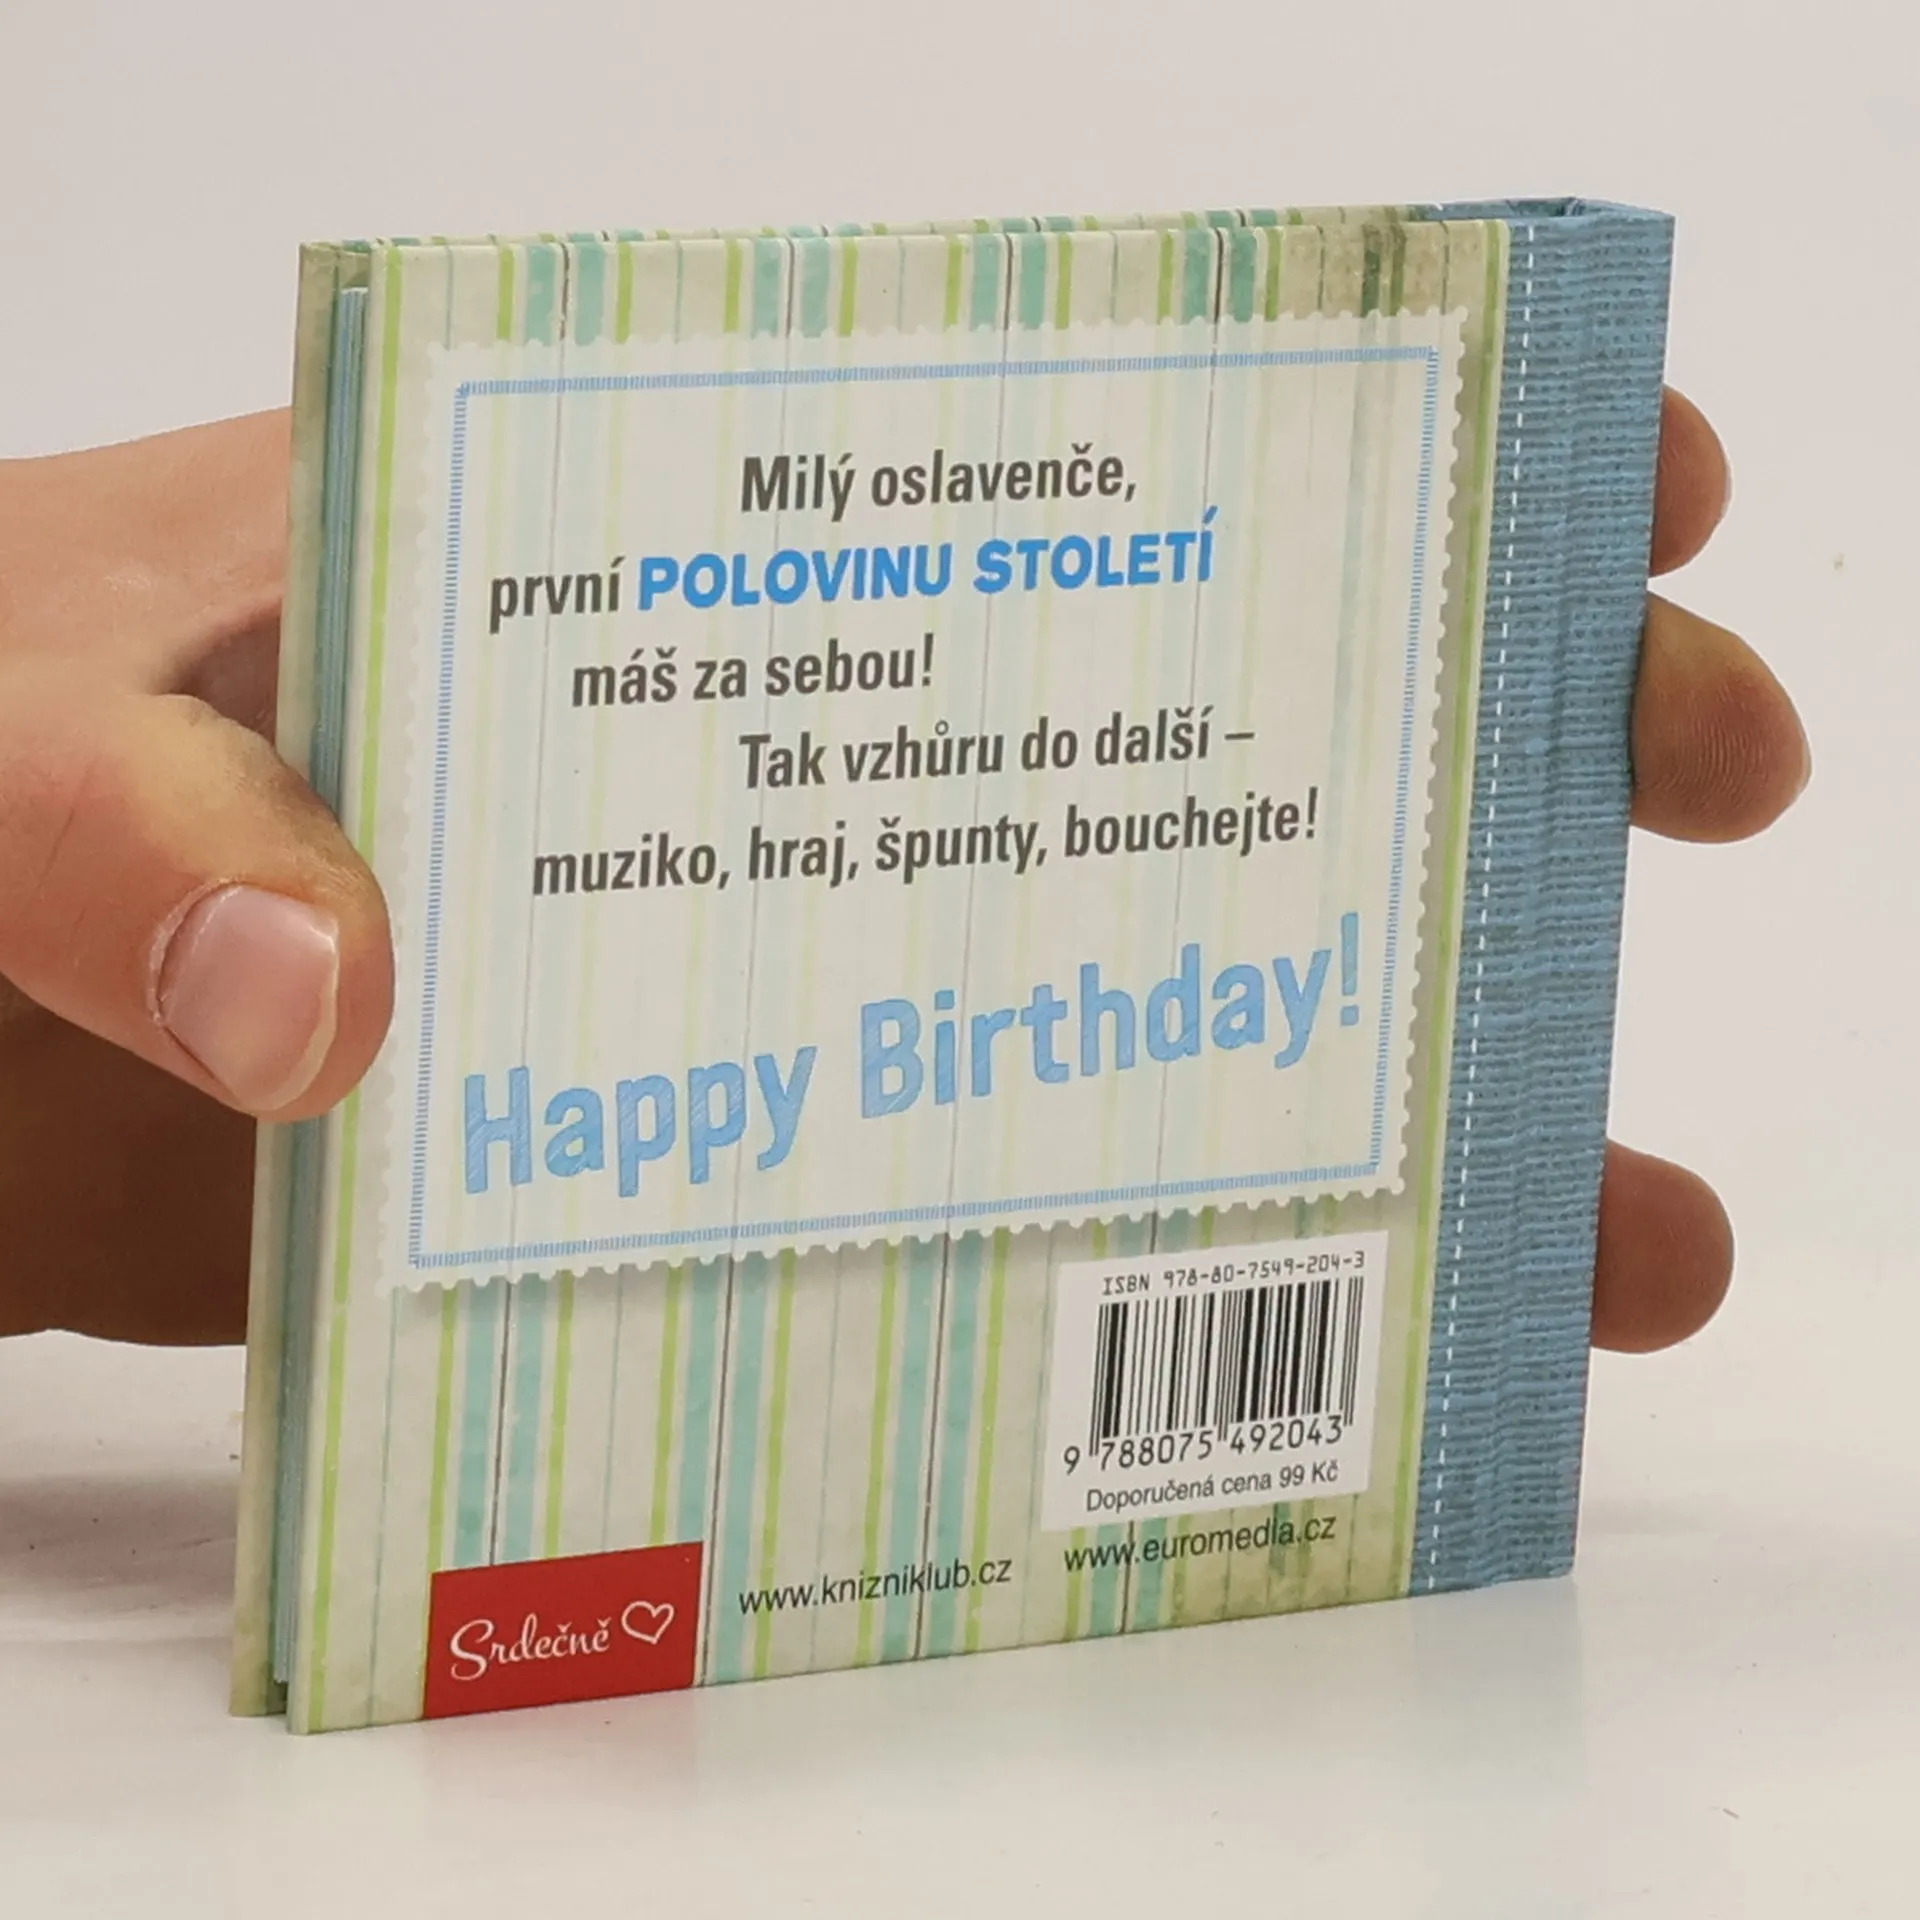 Milý oslavenče,
první POLOVINU STOLETÍ
máš za sebou!
Tak vzhůru do další –
muziko, hraj, špunty, bouchejte!
Happy Birthday!
ISBN 978-80-7549-204-3
9 788075 492043
Doporučená cena 99 Kč
www.euromedia.cz
www.knizniklub.cz
Srdečně